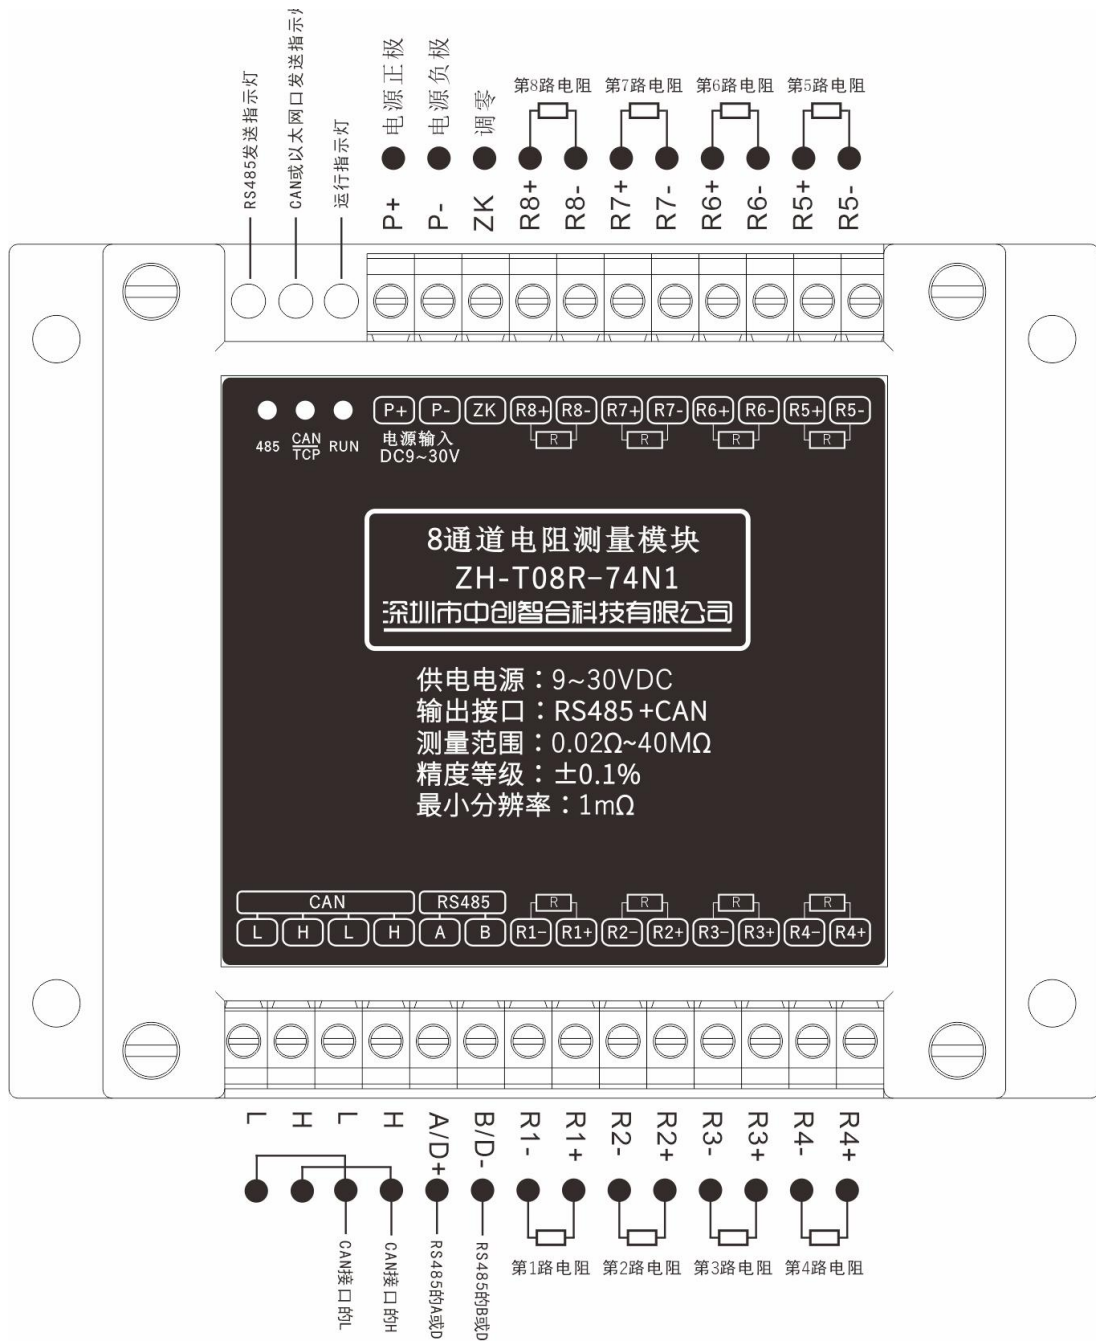 RS485发送指示灯
CAN或以太网口发送指示灯
运行指示灯
电源正极
电源负极
调零
第8路电阻
第7路电阻
第6路电阻
第5路电阻
P+
P-
ZK
R8+
R8-
R7+
R7-
R6+
R6-
R5+
R5-
485
CAN
TCP
RUN
P+ P- ZK R8+ R8- R7+ R7- R6+ R6- R5+ R5-
电源输入
DC9~30V
R R R R
8通道电阻测量模块
ZH-T08R-74N1
深圳市中创智合科技有限公司
供电电源：9~30VDC
输出接口：RS485+CAN
测量范围：0.02Ω~40MΩ
精度等级：±0.1%
最小分辨率：1mΩ
CAN RS485 R R R R
L H L H A B R1- R1+ R2- R2+ R3- R3+ R4- R4+
L
H
L
H
A/D+
B/D-
R1-
R1+
R2-
R2+
R3-
R3+
R4-
R4+
CAN接口的L
CAN接口的H
RS485的A或D
RS485的B或D
第1路电阻
第2路电阻
第3路电阻
第4路电阻